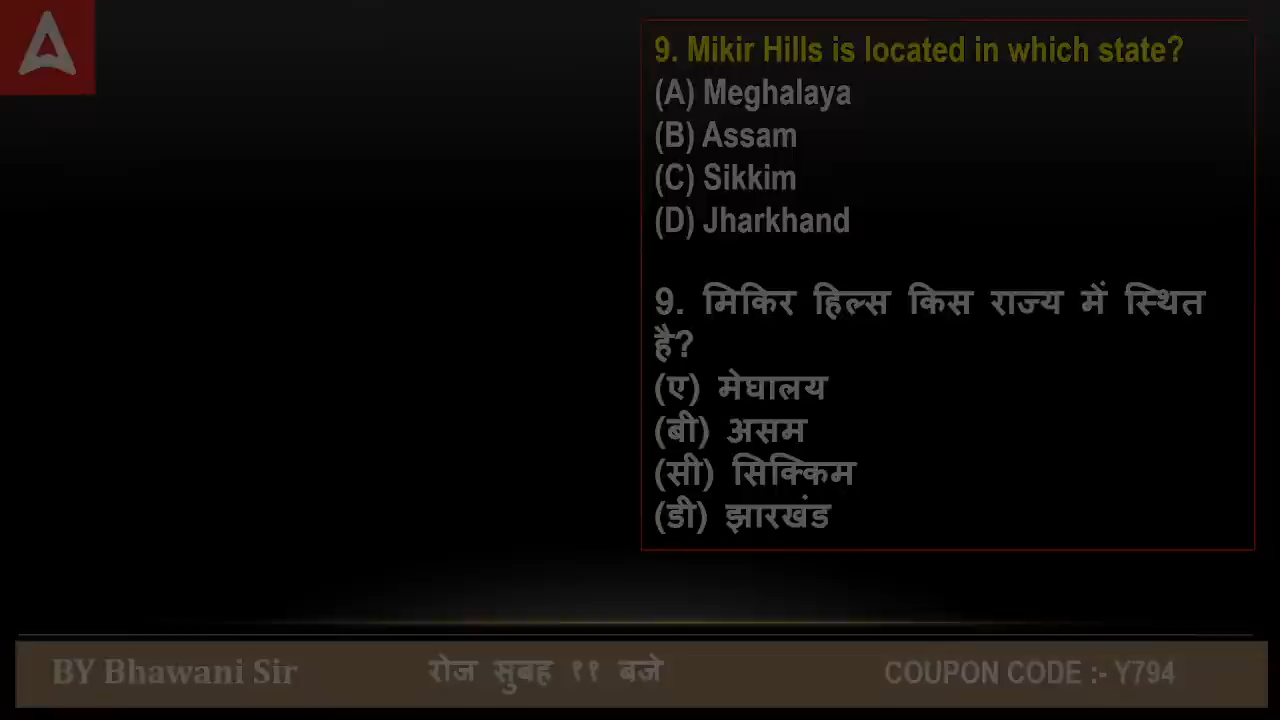 9. Mikir Hills is located in which state?
(A) Meghalaya
(B) Assam
(C) Sikkim
(D) Jharkhand
9. मिकिर हिल्स किस राज्य में स्थित
है?
(ए) मेघालय
(बी) असम
(सी) सिक्किम
(डी) झारखंड
BY Bhawani Sir रोज सुबह ११ बजे COUPON CODE :- Y794